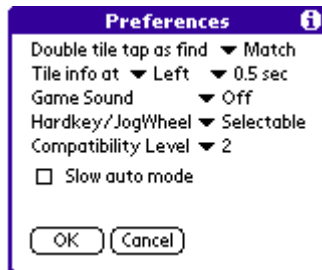 Preferences i
Double tile tap as find Match
Tile info at Left 0.5 sec
Game Sound Off
Hardkey/JogWheel Selectable
Compatibility Level 2
Slow auto mode
OK Cancel